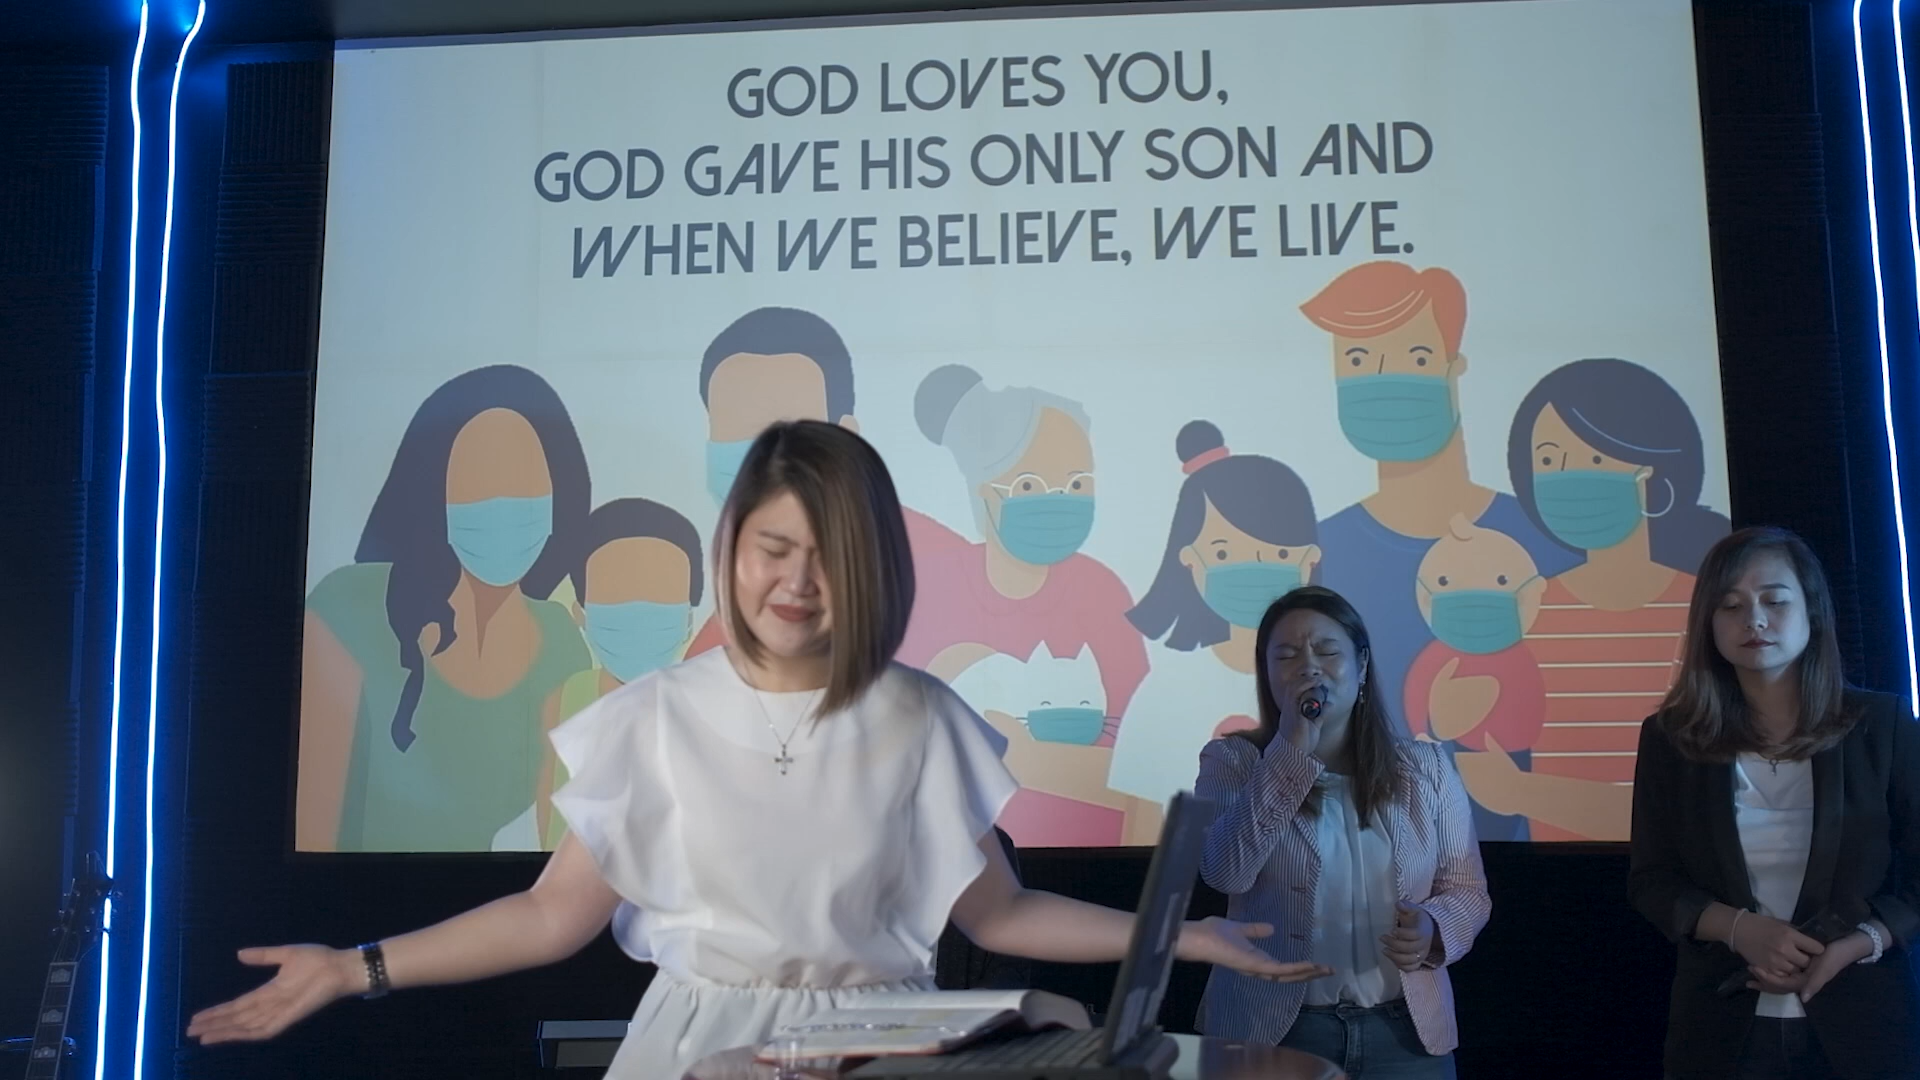 GOD LOVES YOU,
GOD GAVE HIS ONLY SON AND
WHEN WE BELIEVE, WE LIVE.